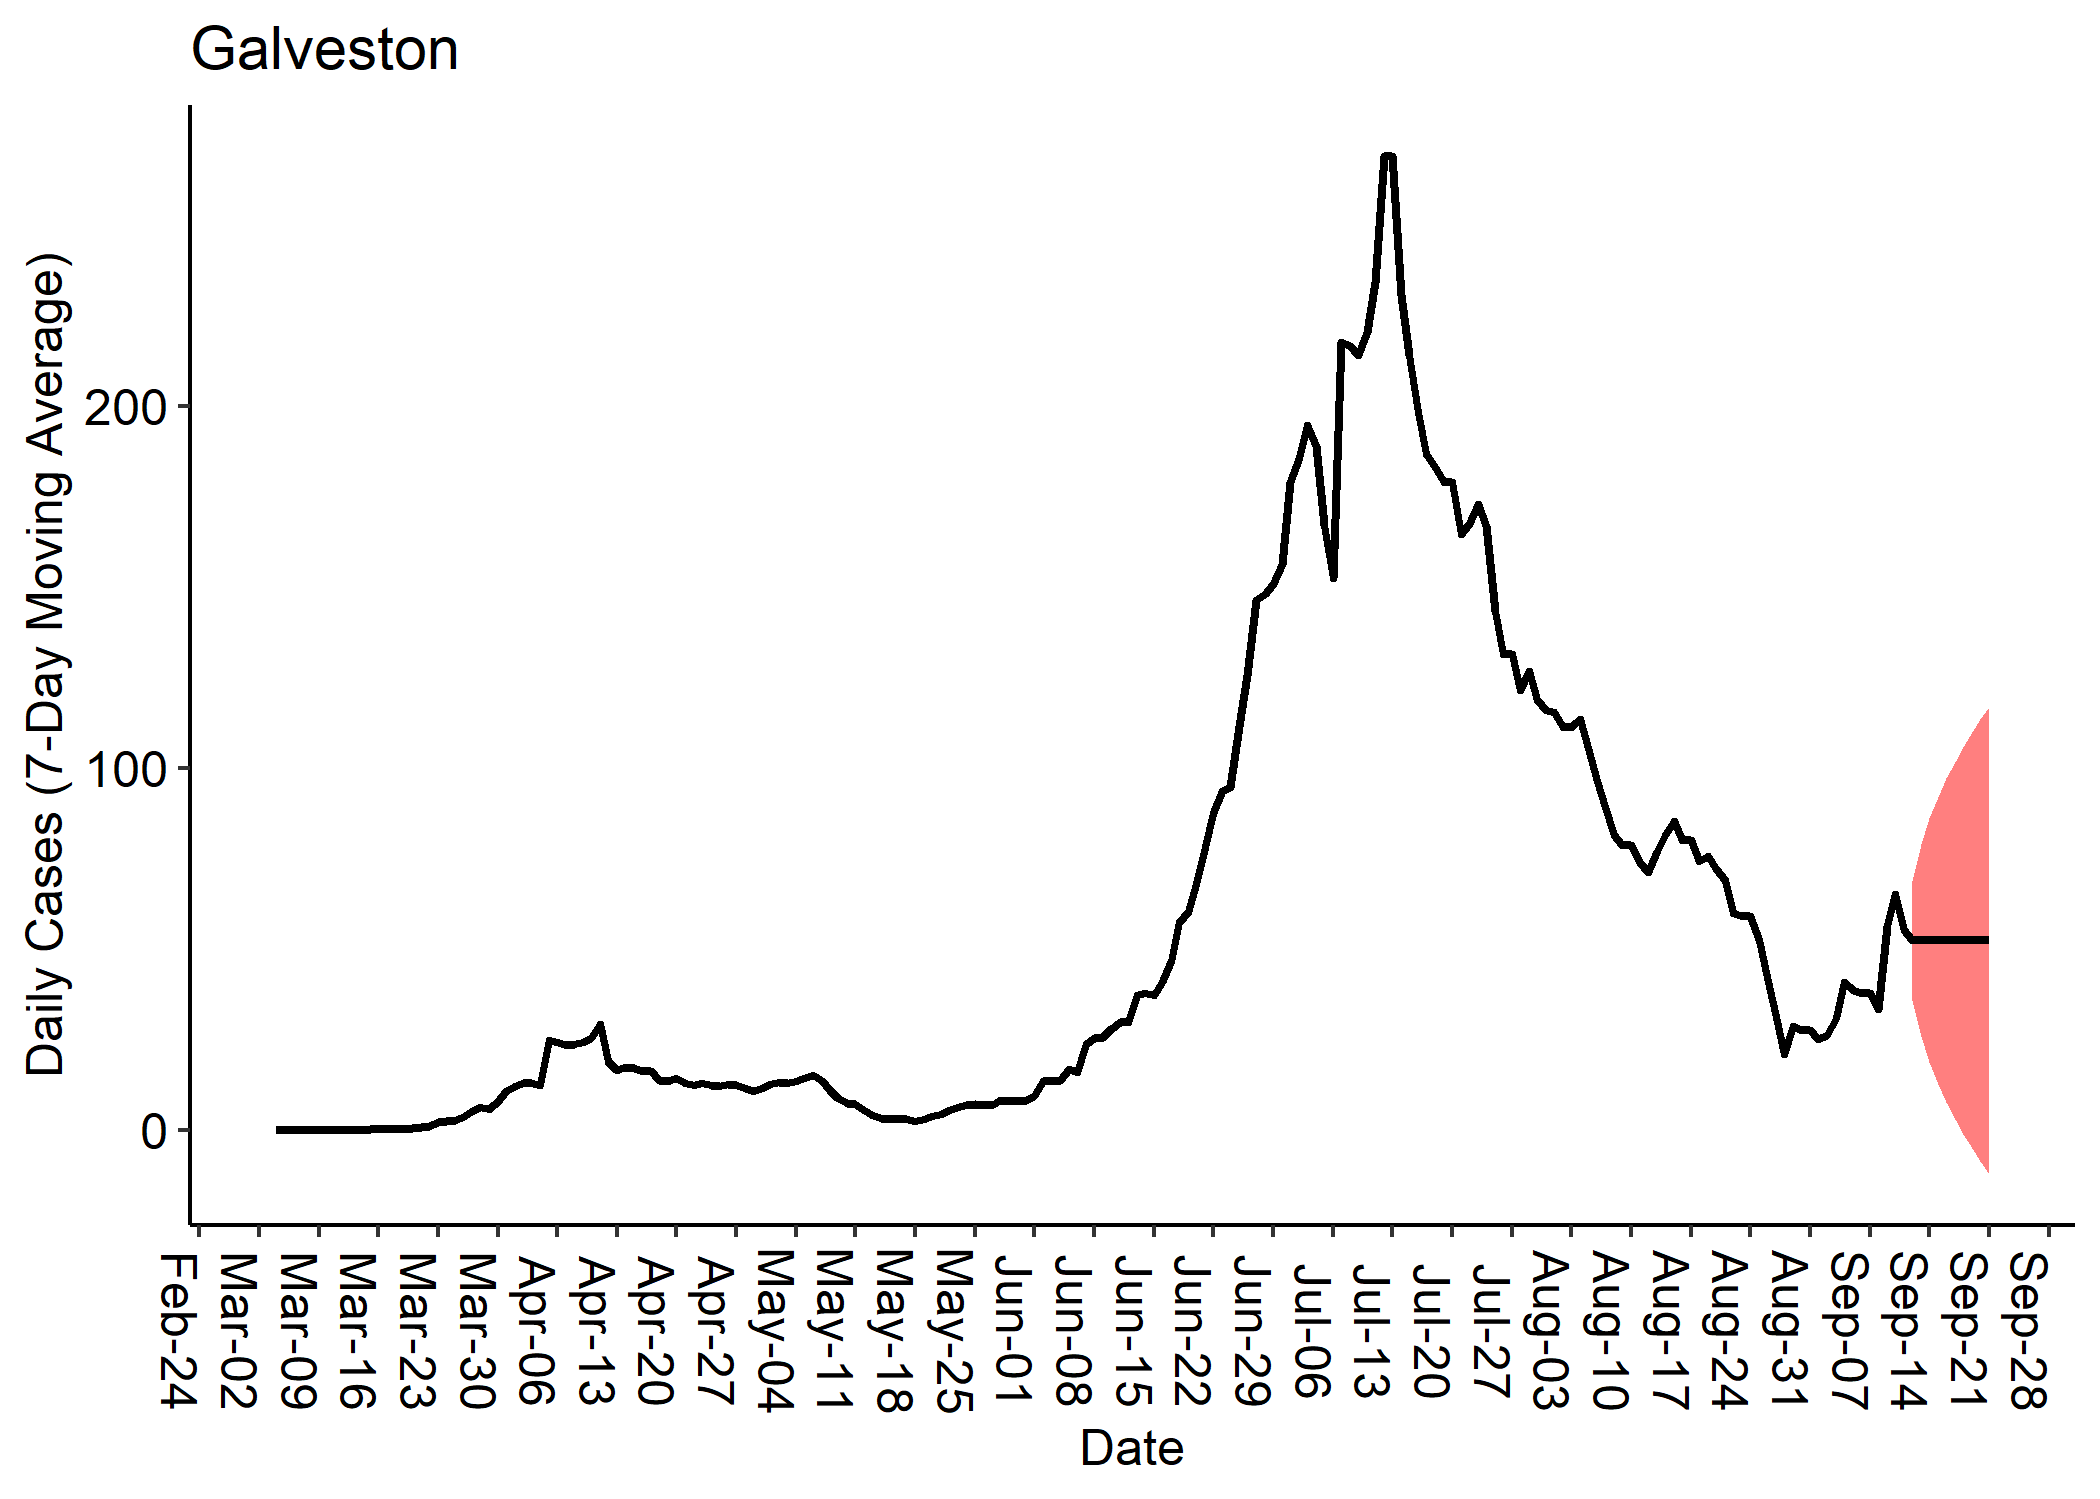 Galveston
Daily Cases (7-Day Moving Average)
200
100
0
Feb-24
Mar-02
Mar-09
Mar-16
Mar-23
Mar-30
Apr-06
Apr-13
Apr-20
Apr-27
May-04
May-11
May-18
May-25
Jun-01
Jun-08
Jun-15
Jun-22
Jun-29
Jul-06
Jul-13
Jul-20
Jul-27
Aug-03
Aug-10
Aug-17
Aug-24
Aug-31
Sep-07
Sep-14
Sep-21
Sep-28
Date